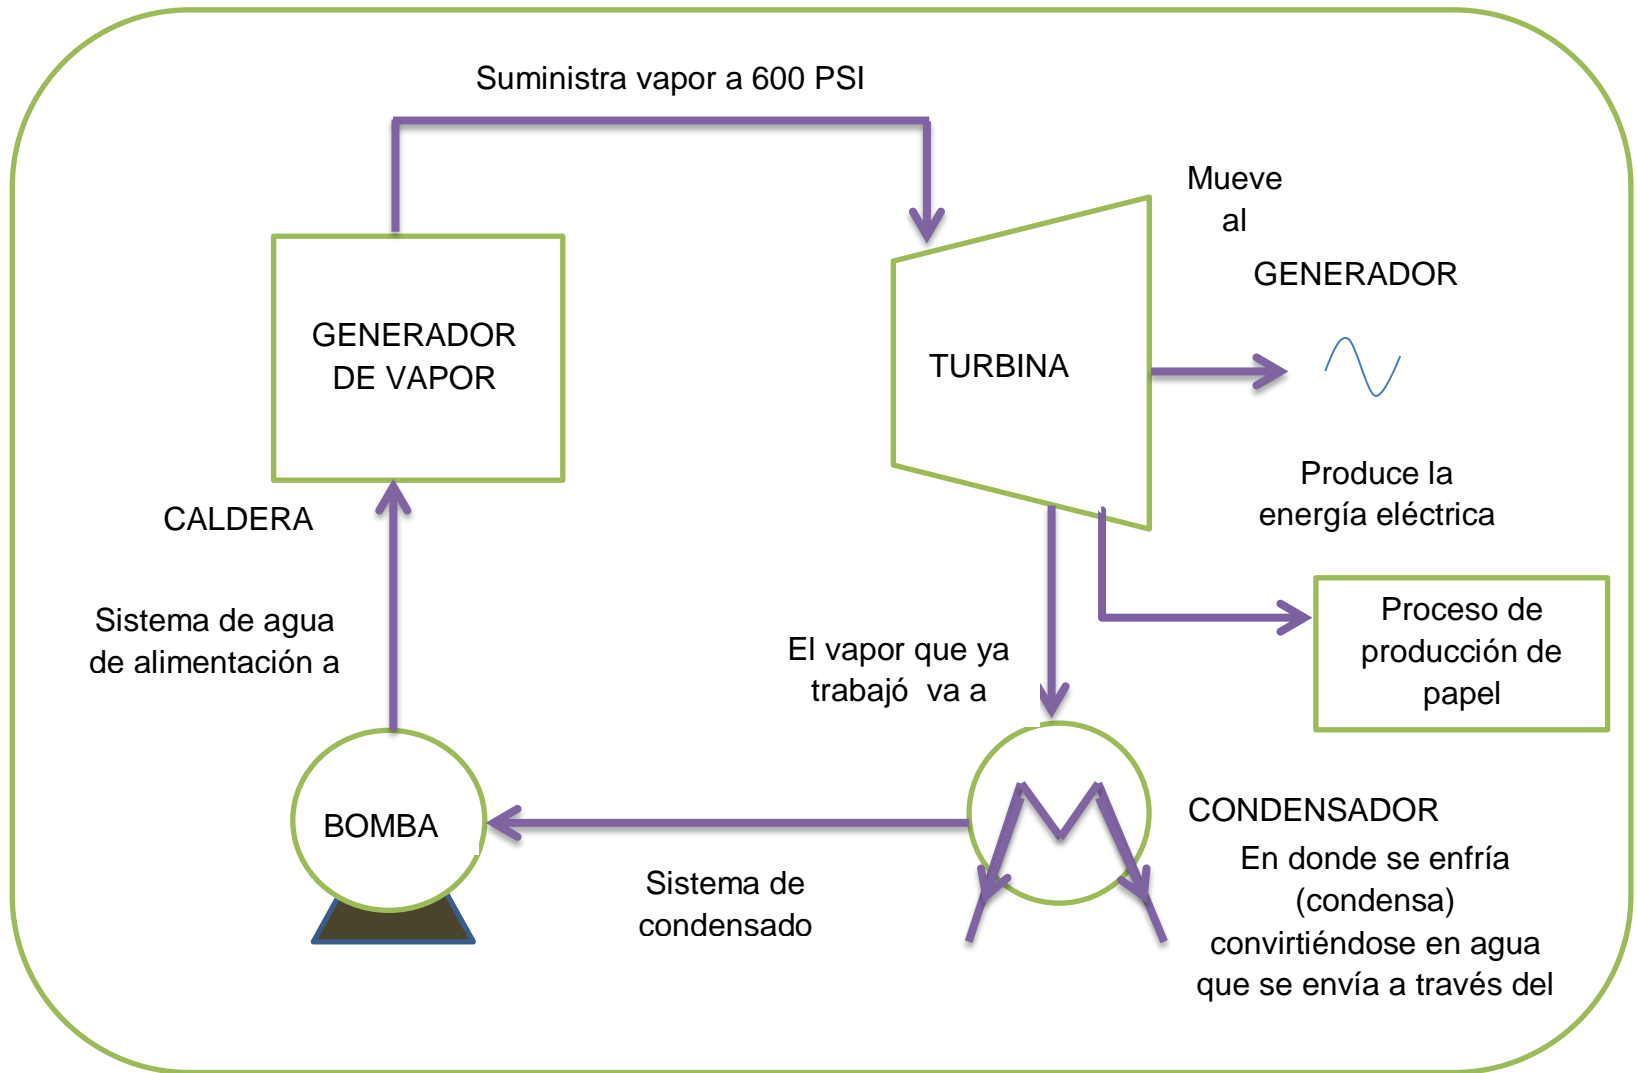 Suministra vapor a 600 PSI
Mueve
al
GENERADOR
GENERADOR
DE VAPOR
TURBINA
Produce la
energía eléctrica
CALDERA
Sistema de agua
de alimentación a
El vapor que ya
trabajó va a
Proceso de
producción de
papel
BOMBA
Sistema de
condensado
CONDENSADOR
En donde se enfría
(condensa)
convirtiéndose en agua
que se envía a través del